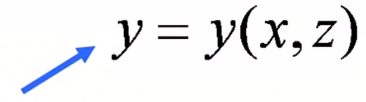 y = y(x, z)